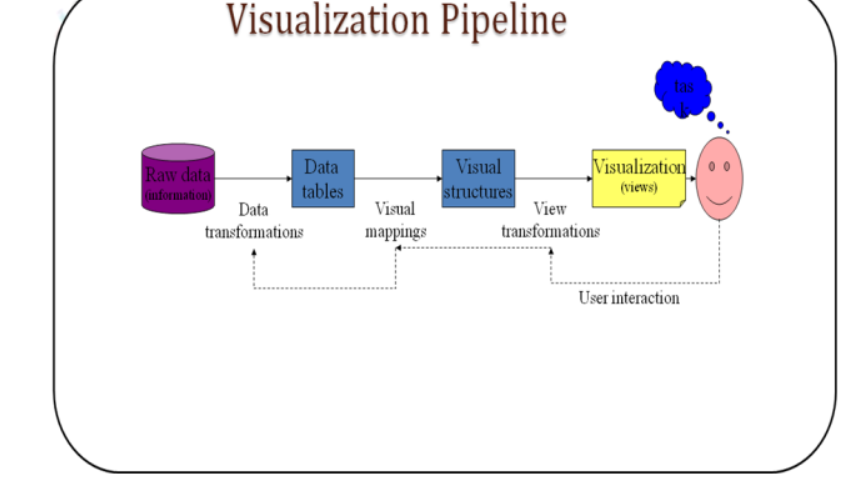 Visualization Pipeline
tas
k
Raw data
(information)
Data
tables
Visual
structures
Visualization
(views)
Data
transformations
Visual
mappings
View
transformations
User interaction